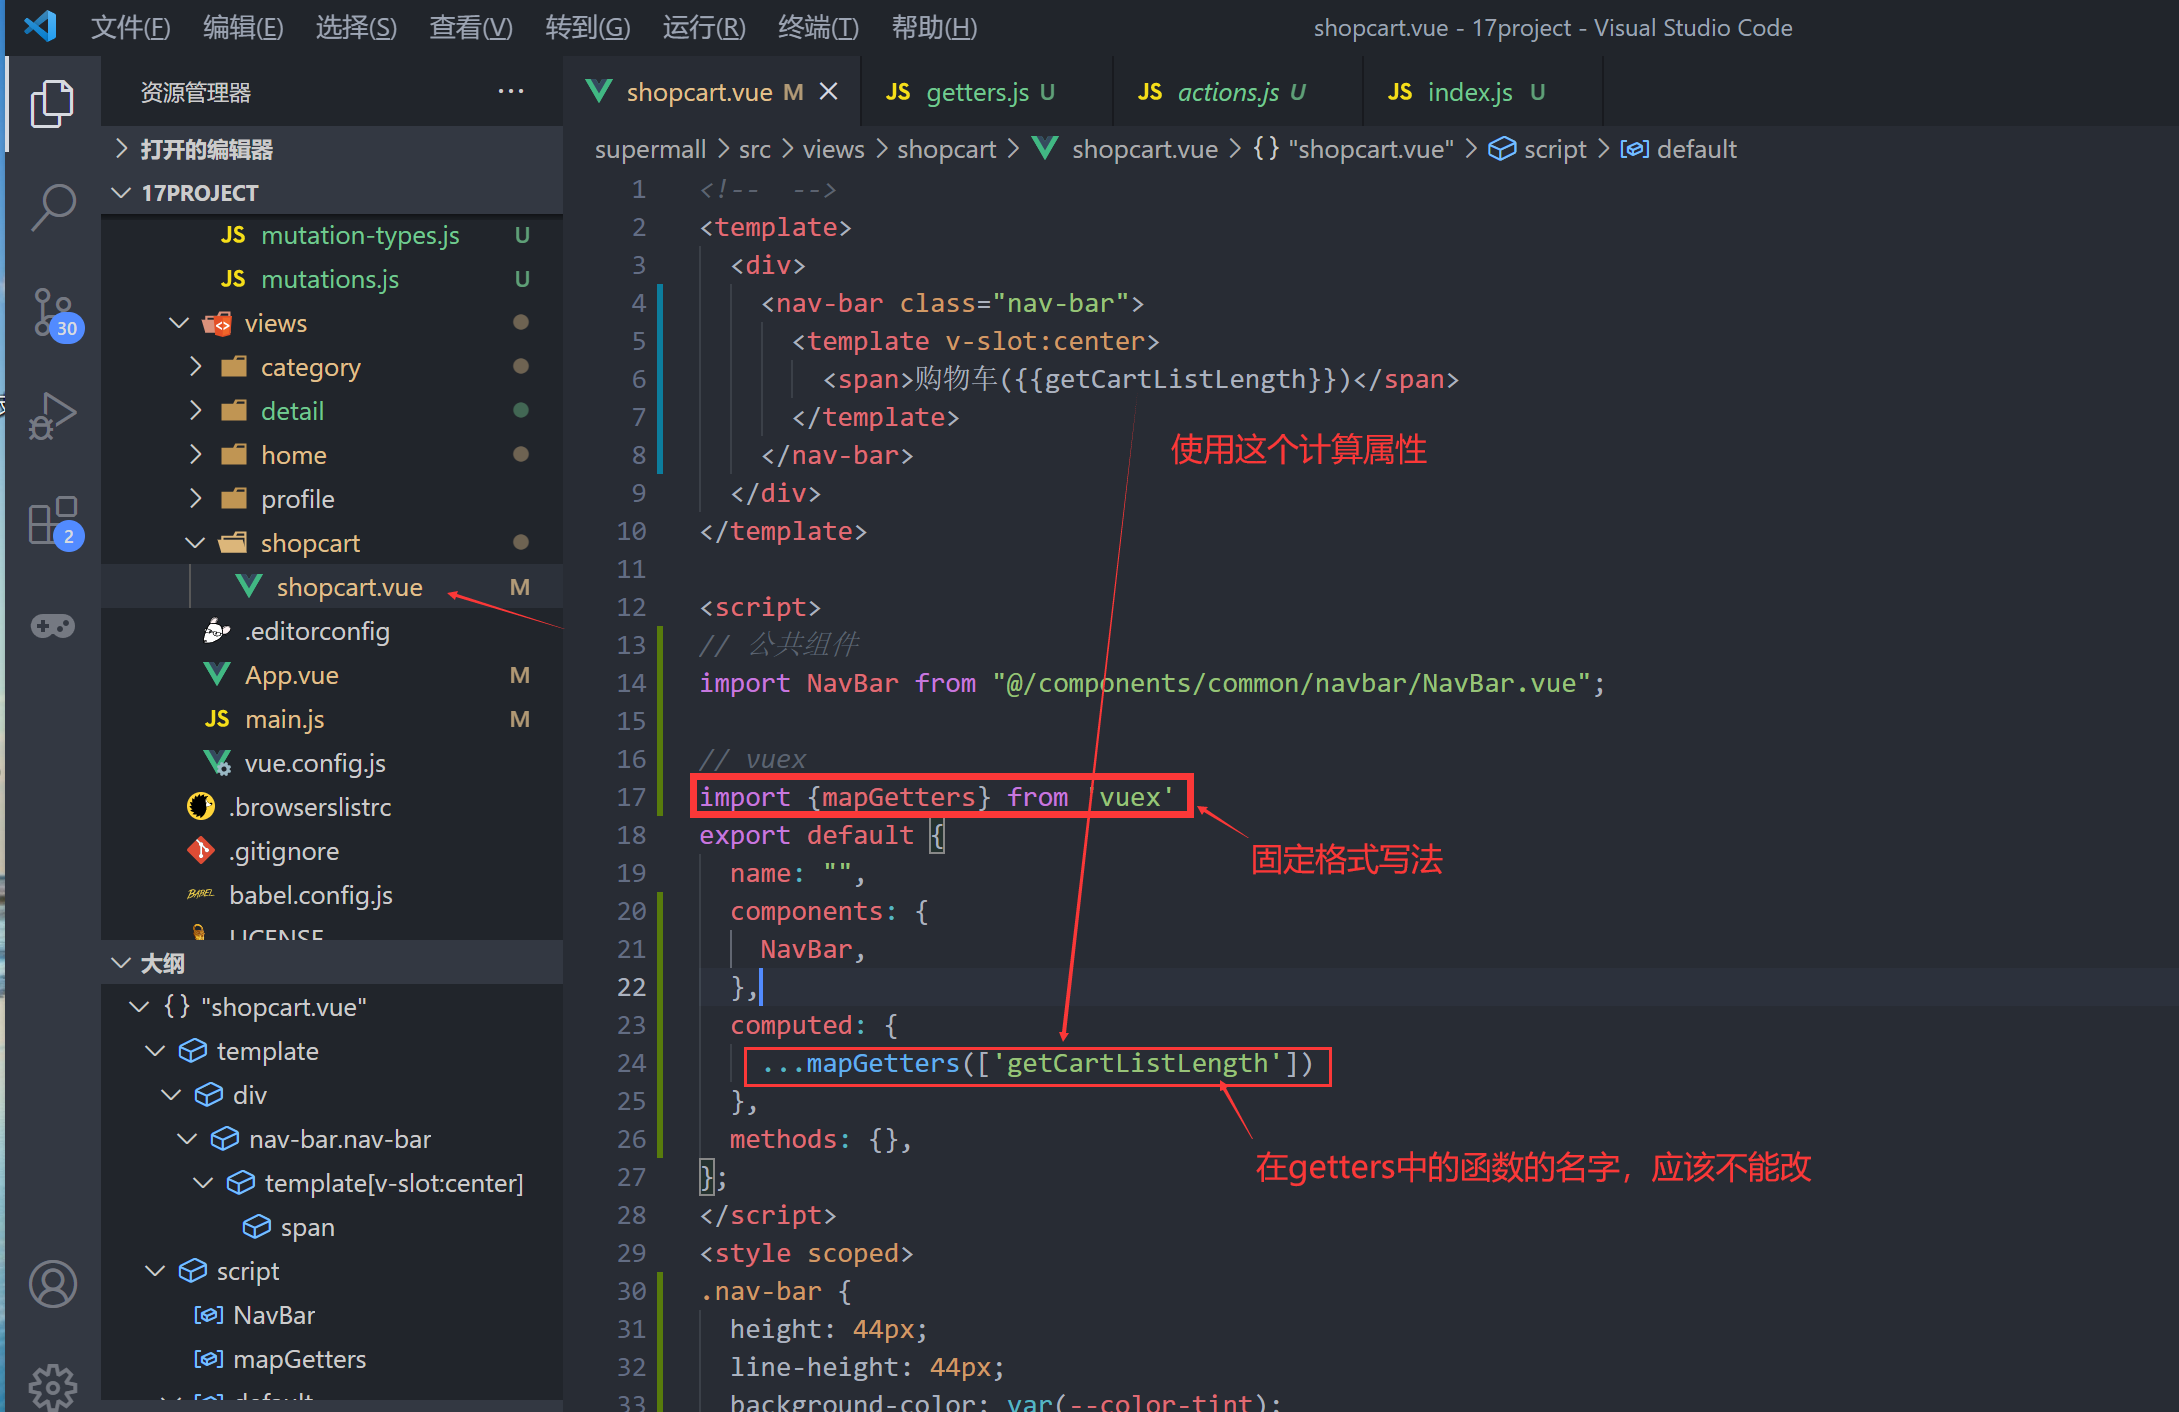 文件(F) 编辑(E) 选择(S) 查看(V) 转到(G) 运行(R) 终端(T) 帮助(H) shopcart.vue - 17project - Visual Studio Code
资源管理器 ···
打开的编辑器
17PROJECT
JS mutation-types.js U
JS mutations.js U
views
category
detail
home
profile
shopcart
shopcart.vue M
.editorconfig
App.vue M
JS main.js M
vue.config.js
.browserslistrc
.gitignore
BABEL babel.config.js
LICENSE
大纲
{} "shopcart.vue"
template
div
nav-bar.nav-bar
template[v-slot:center]
span
script
NavBar
mapGetters
default
30
2
shopcart.vue M JS getters.js U JS actions.js U JS index.js U
supermall > src > views > shopcart > shopcart.vue > {} "shopcart.vue" > script > default
1 <!--  -->
2 <template>
3 <div>
4 <nav-bar class="nav-bar">
5 <template v-slot:center>
6 <span>购物车({{getCartListLength}})</span>
7 </template>
8 </nav-bar>
使用这个计算属性
9 </div>
10 </template>
11
12 <script>
13 // 公共组件
14 import NavBar from "@/components/common/navbar/NavBar.vue";
15
16 // vuex
17 import {mapGetters} from 'vuex'
18 export default {
固定格式写法
19 name: "",
20 components: {
21 NavBar,
22 },
23 computed: {
24 ...mapGetters(['getCartListLength'])
25 },
26 methods: {},
在getters中的函数的名字，应该不能改
27 };
28 </script>
29 <style scoped>
30 .nav-bar {
31 height: 44px;
32 line-height: 44px;
33 background-color: var(--color-tint);